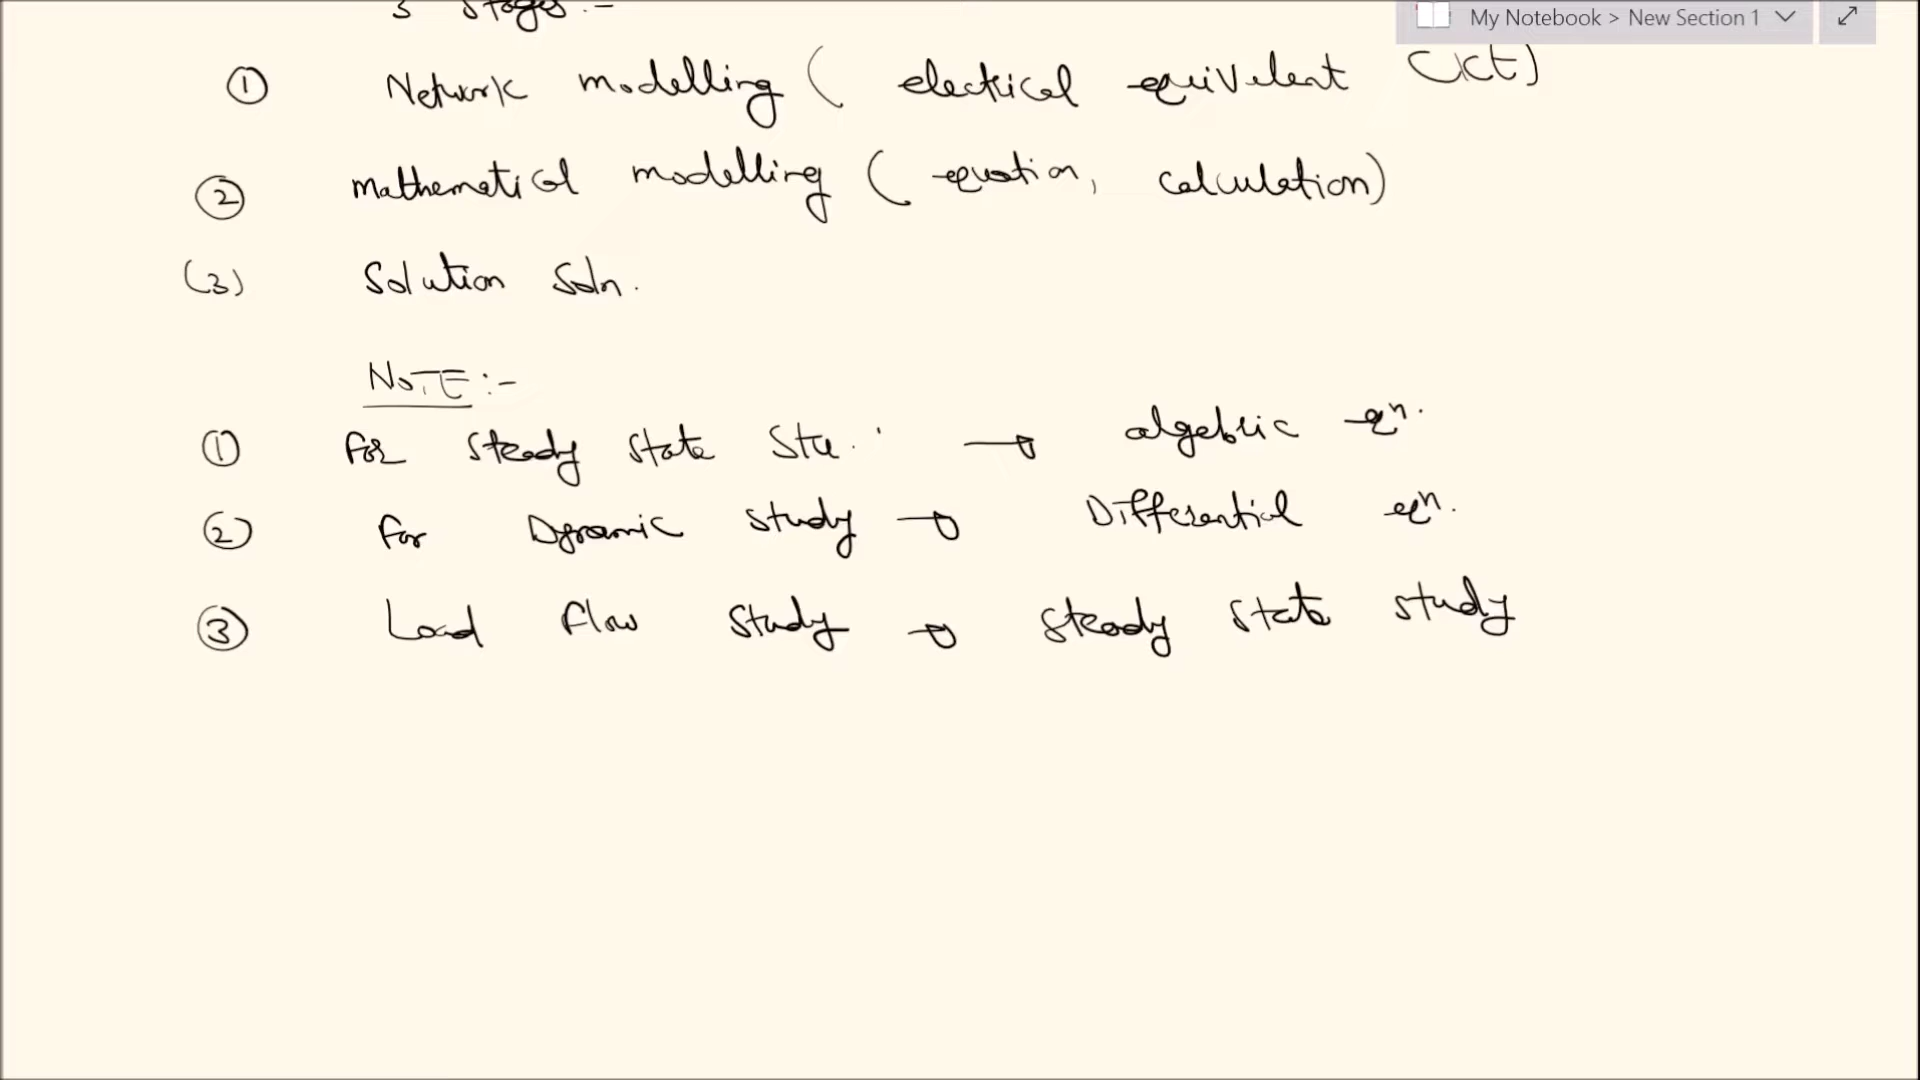 3 stages:-
My Notebook > New Section 1
① Network modelling ( electrical equivalent Ckt)
② mathematical modelling ( equation, calculation)
(3) Solution Soln.
NOTE:-
① for steady state Stu. → algebric eqn.
② for Dynamic study → Differential eqn.
③ Load flow study → steady state study